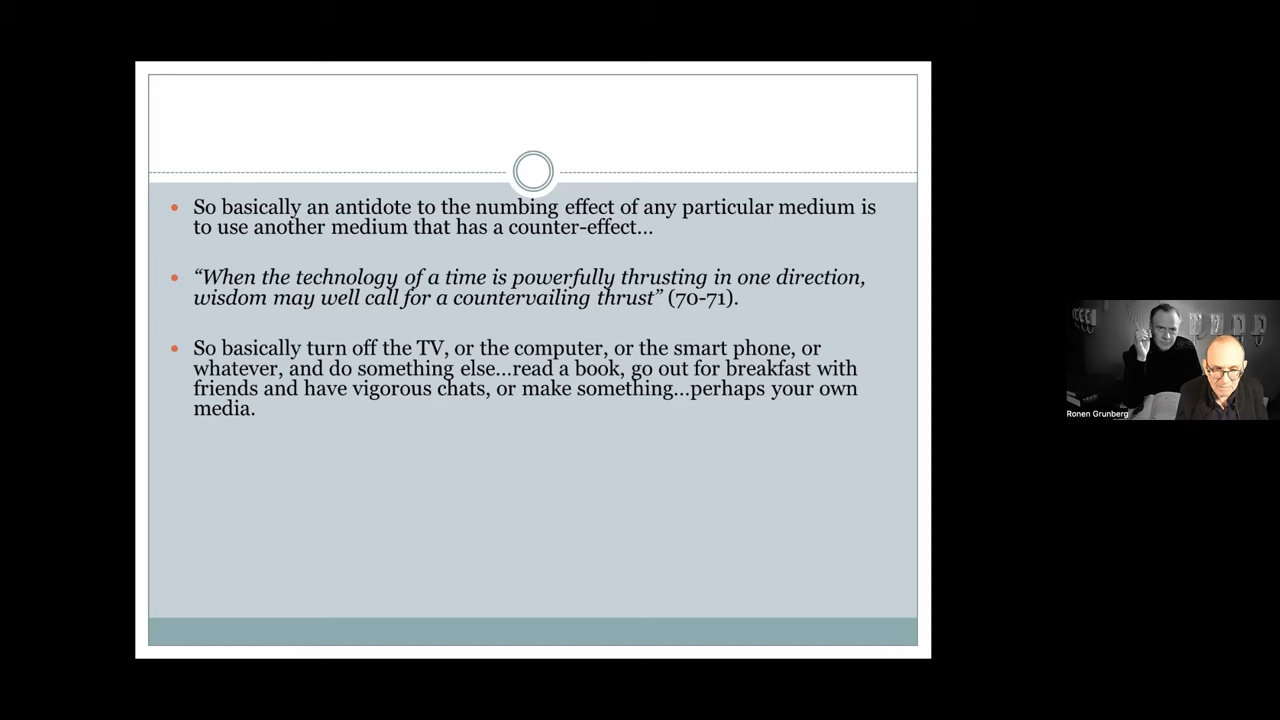 So basically an antidote to the numbing effect of any particular medium is
to use another medium that has a counter-effect…
“When the technology of a time is powerfully thrusting in one direction,
wisdom may well call for a countervailing thrust” (70-71).
So basically turn off the TV, or the computer, or the smart phone, or
whatever, and do something else…read a book, go out for breakfast with
friends and have vigorous chats, or make something…perhaps your own
media.
Ronen Grunberg